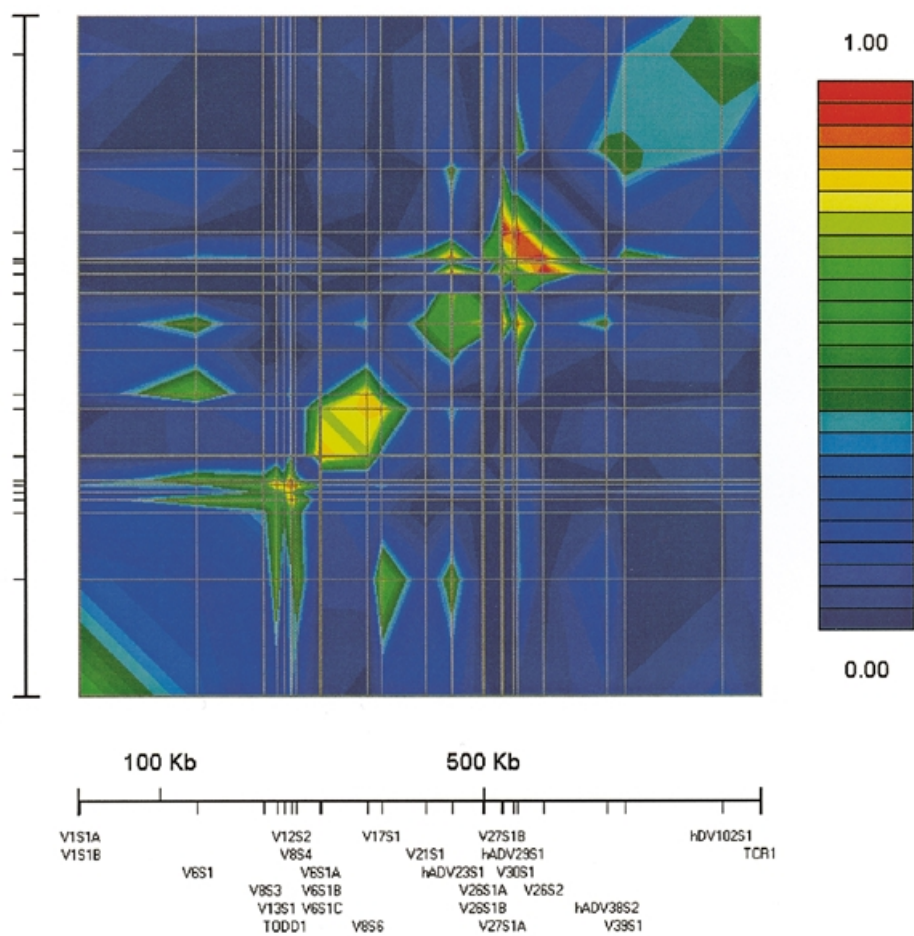 1.00
0.00
100 Kb 500 Kb
V1S1A V12S2 V17S1 V27S1B hDV102S1
V1S1B V8S4 V21S1 hADV29S1 TCR1
V6S1 V6S1A hADV23S1 V30S1
V8S3 V6S1B V26S1A V26S2
V13S1 V6S1C V26S1B hADV38S2
TODD1 V8S6 V27S1A V39S1